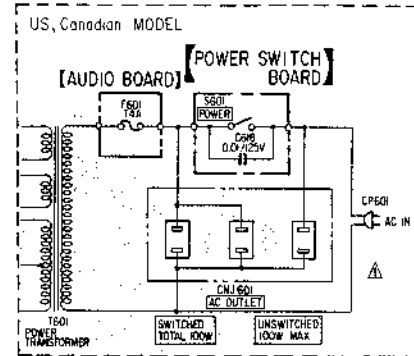 US, Canadian MODEL
[AUDIO BOARD]
[POWER SWITCH
BOARD]
F601
T4A
S601
POWER
C618
0.01/125V
CP601
AC IN
CNJ601
AC OUTLET
T601
POWER
TRANSFORMER
SWITCHED
TOTAL 100W
UNSWITCHED
100W MAX